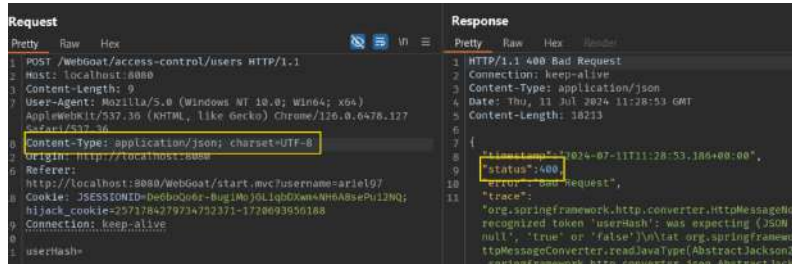 Request
Pretty Raw Hex
\n
1 POST /WebGoat/access-control/users HTTP/1.1
2 Host: localhost:8080
3 Content-Length: 9
7 User-Agent: Mozilla/5.0 (Windows NT 10.0; Win64; x64)
AppleWebKit/537.36 (KHTML, like Gecko) Chrome/126.0.6478.127
Safari/537.36
8 Content-Type: application/json; charset=UTF-8
Origin: http://localhost:8080
6 Referer:
http://localhost:8080/WebGoat/start.mvc?username=ariel97
8 Cookie: JSESSIONID=
hijack_cookie=2571784279734752371-1720693956188
9 Connection: keep-alive
0
1 userHash=
Response
Pretty Raw Hex Render
1 HTTP/1.1 400 Bad Request
2 Connection: keep-alive
3 Content-Type: application/json
4 Date: Thu, 11 Jul 2024 11:28:53 GMT
5 Content-Length: 18213
6
7 {
8 "timestamp":"2024-07-11T11:28:53.186+00:00",
9 "status":400,
10 "error":"Bad Request",
11 "trace":
"org.springframework.http.converter.HttpMessageNo
recognized token 'userHash': was expecting (JSON
null', 'true' or 'false')\n\tat org.springframewo
ttpMessageConverter.readJavaType(AbstractJackson2